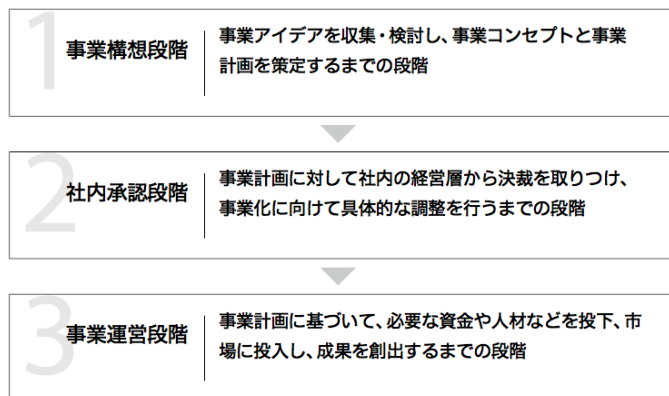 1
事業構想段階
事業アイデアを収集・検討し、事業コンセプトと事業
計画を策定するまでの段階
2
社内承認段階
事業計画に対して社内の経営層から決裁を取りつけ、
事業化に向けて具体的な調整を行うまでの段階
3
事業運営段階
事業計画に基づいて、必要な資金や人材などを投下、市
場に投入し、成果を創出するまでの段階